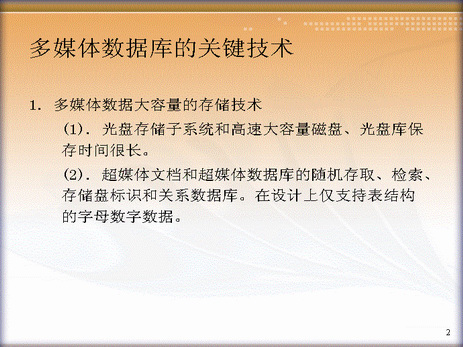 多媒体数据库的关键技术
1. 多媒体数据大容量的存储技术
(1). 光盘存储子系统和高速大容量磁盘、光盘库保
存时间很长。
(2). 超媒体文档和超媒体数据库的随机存取、检索、
存储盘标识和关系数据库。在设计上仅支持表结构
的字母数字数据。
2